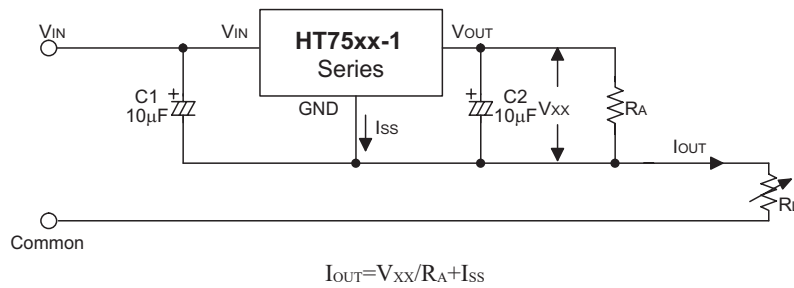 VIN
VIN
HT75xx-1
Series
VOUT
C1
10μF
GND
ISS
C2
10μF
VXX
RA
IOUT
Common
IOUT=VXX/RA+ISS